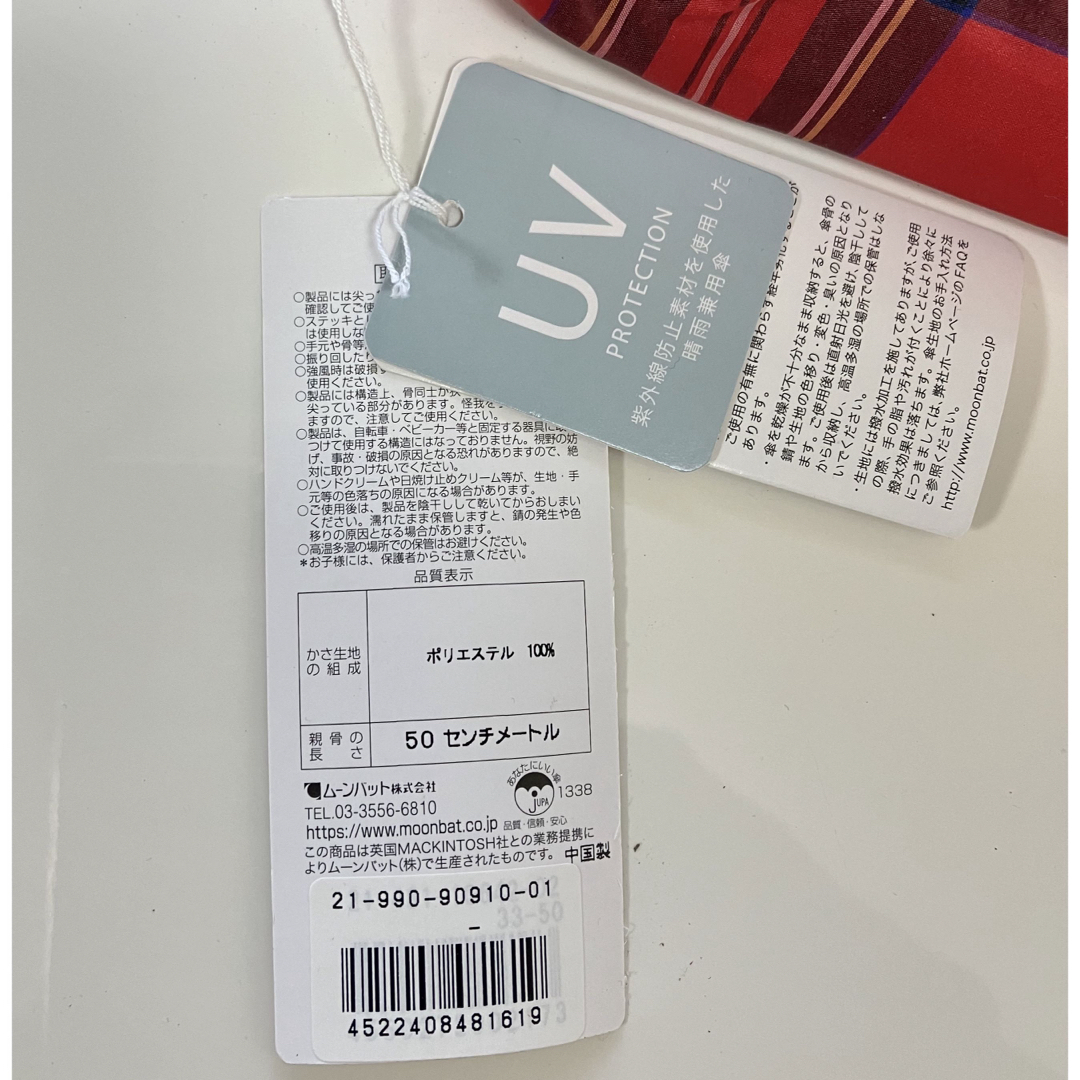 UV
PROTECTION
紫外線防止素材を使用した
晴雨兼用傘
○製品には尖っ
確認してご使
○ステッキと
は使用しな
○手元や骨等
○振り回したり
○強風時は破損す
使用ください。
○製品には構造上、骨同士が
尖っている部分があります。怪我を
ますので、注意してご使用ください。
○製品は、自転車・ベビーカー等と固定する器具に取
つけて使用する構造にはなっておりません。視野の妨
げ、事故・破損の原因となる恐れがありますので、絶
対に取りつけないでください。
○ハンドクリームや日焼け止めクリーム等が、生地・手
元等の色落ちの原因になる場合があります。
○ご使用後は、製品を陰干しして乾いてからおしまい
ください。濡れたまま保管しますと、錆の発生や色
移りの原因となる場合があります。
○高温多湿の場所での保管はお避けください。
＊お子様には、保護者からご注意ください。
品質表示
かさ生地
の組成
ポリエステル 100%
親骨の
長さ
50 センチメートル
ムーンバット株式会社
TEL.03-3556-6810
https://www.moonbat.co.jp
あなたにいい傘
JUPA
1338
品質・信頼・安心
この商品は英国MACKINTOSH社との業務提携に
よりムーンバット(株)で生産されたものです。 中国製
21-990-90910-01
-
33-50
4522408481619
ご使用の有無に関わらず経年劣化することが
あります。
・傘を乾燥が不十分なまま収納すると、傘骨の
錆や生地の色移り・変色・臭いの原因となり
ます。ご使用後は直射日光を避け、陰干しして
から収納し、高温多湿の場所での保管はしな
いでください。
・生地には撥水加工を施してありますが、ご使用
の際、手の脂や汚れが付くことにより徐々に
撥水効果は落ちます。傘生地のお手入れ方法
につきましては、弊社ホームページのFAQを
ご参照ください。
http://www.moonbat.co.jp